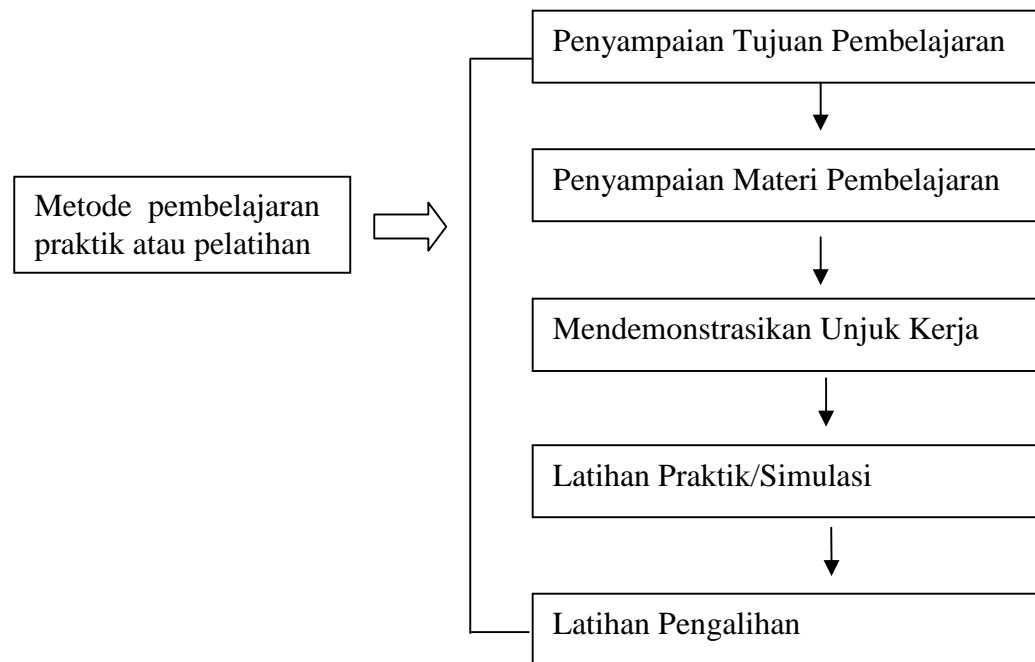 Metode pembelajaran
praktik atau pelatihan
Penyampaian Tujuan Pembelajaran
Penyampaian Materi Pembelajaran
Mendemonstrasikan Unjuk Kerja
Latihan Praktik/Simulasi
Latihan Pengalihan